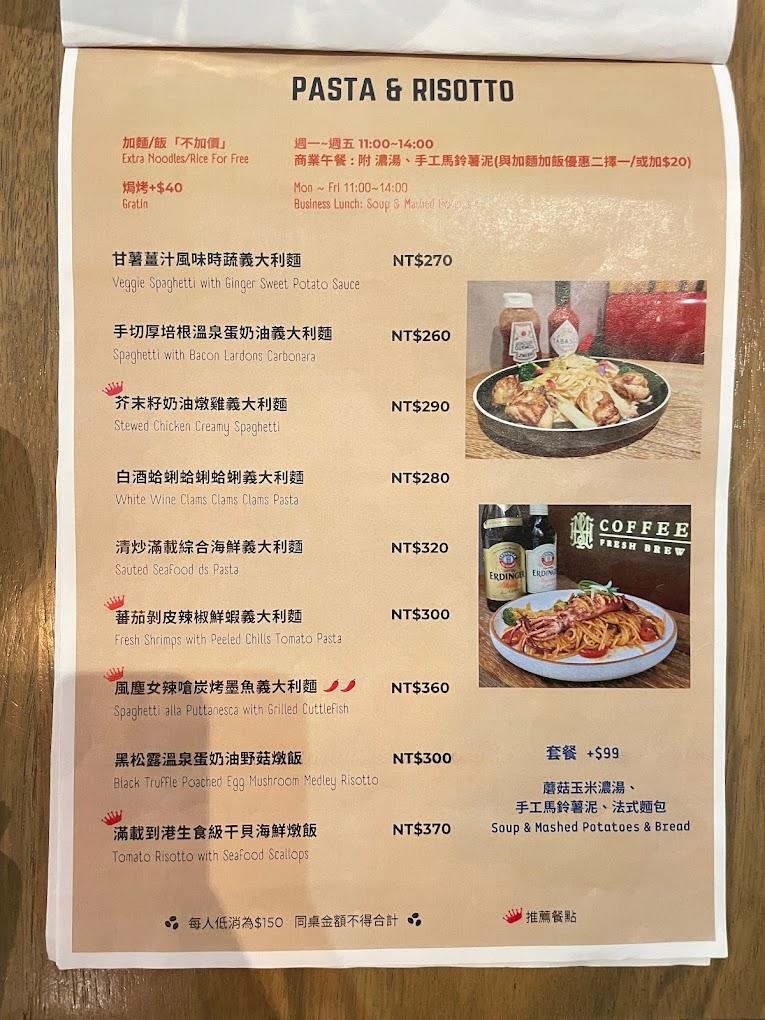 PASTA & RISOTTO
加麵/飯「不加價」
Extra Noodles/Rice For Free
焗烤+$40
Gratin
週一~週五 11:00~14:00
商業午餐 : 附 濃湯、手工馬鈴薯泥(與加麵加飯優惠二擇一/或加$20)
Mon ~ Fri 11:00~14:00
Business Lunch: Soup & Mashed
甘薯薑汁風味時蔬義大利麵 NT$270
Veggie Spaghetti with Ginger Sweet Potato Sauce
手切厚培根溫泉蛋奶油義大利麵 NT$260
Spaghetti with Bacon Lardons Carbonara
芥末籽奶油燉雞義大利麵 NT$290
Stewed Chicken Creamy Spaghetti
白酒蛤蜊蛤蜊蛤蜊義大利麵 NT$280
White Wine Clams Clams Clams Pasta
清炒滿載綜合海鮮義大利麵 NT$320
Sauted Seafood ds Pasta
蕃茄剝皮辣椒鮮蝦義大利麵 NT$300
Fresh Shrimps with Peeled Chills Tomato Pasta
風塵女辣嗆炭烤墨魚義大利麵 NT$360
Spaghetti alla Puttanesca with Grilled Cuttlefish
黑松露溫泉蛋奶油野菇燉飯 NT$300
Black Truffle Poached Egg Mushroom Medley Risotto
滿載到港生食級干貝海鮮燉飯 NT$370
Tomato Risotto with Seafood Scallops
COFFEE
FRESH BREW
ERDINGER
ERDINGER
套餐 +$99
蘑菇玉米濃湯、
手工馬鈴薯泥、法式麵包
Soup & Mashed Potatoes & Bread
每人低消為$150 同桌金額不得合計
推薦餐點